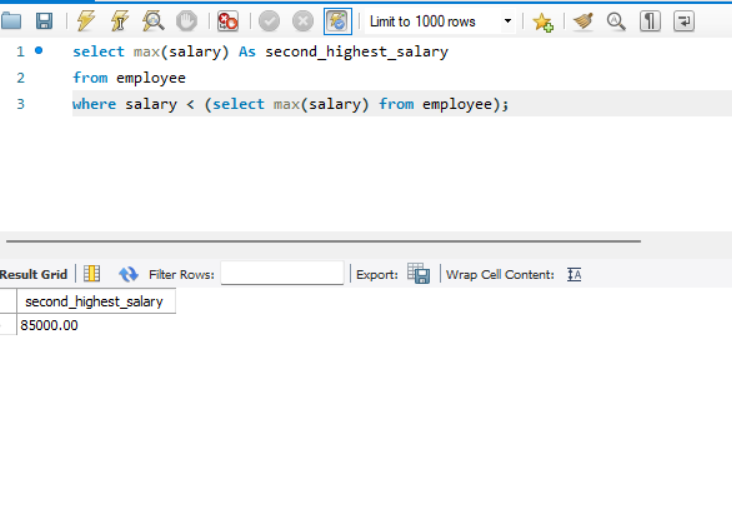 Limit to 1000 rows
1 select max(salary) As second_highest_salary
2 from employee
3 where salary < (select max(salary) from employee);
Result Grid Filter Rows: Export: Wrap Cell Content:
second_highest_salary
85000.00